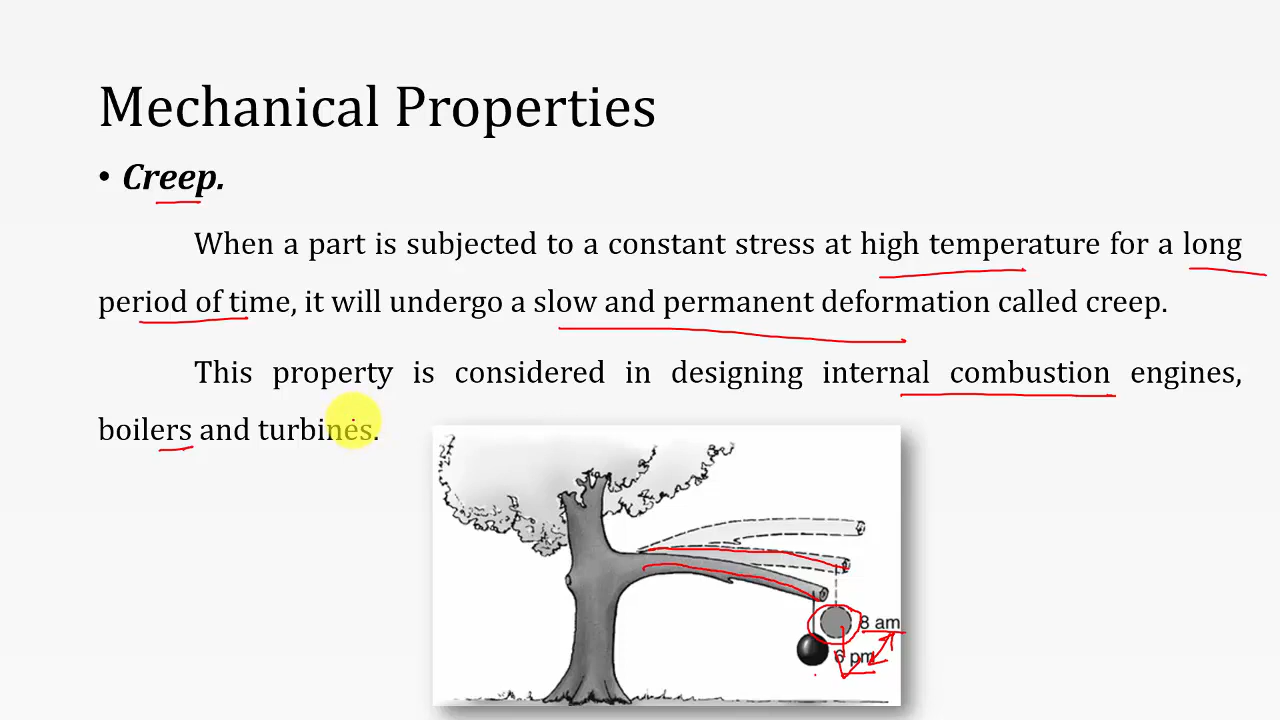 Mechanical Properties
• Creep.
When a part is subjected to a constant stress at high temperature for a long
period of time, it will undergo a slow and permanent deformation called creep.
This property is considered in designing internal combustion engines,
boilers and turbines.
8 am
6 pm